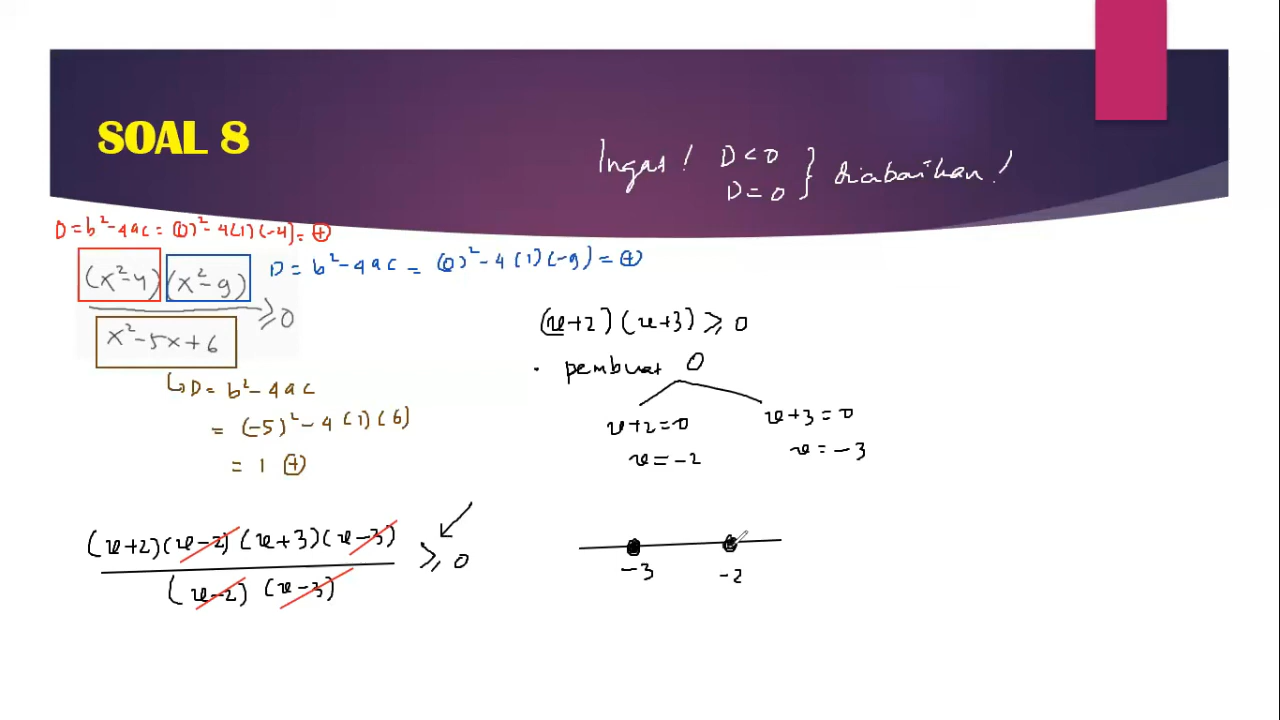 SOAL 8
Ingat! D < 0
D = 0 } diabaikan!
D = b² - 4ac = (0)² - 4(1)(-4) = ⊕
(x²-4)(x²-9)
x²-5x+6
≥ 0
D = b² - 4ac = (0)² - 4(1)(-9) = ⊕
↳ D = b² - 4ac
= (-5)² - 4(1)(6)
= 1 ⊕
(x+2)(x-2)(x+3)(x-3)
(x-2)(x-3)
≥ 0
(x+2)(x+3) ≥ 0
• pembuat 0
x+2=0
x = -2
x+3=0
x = -3
-3 -2